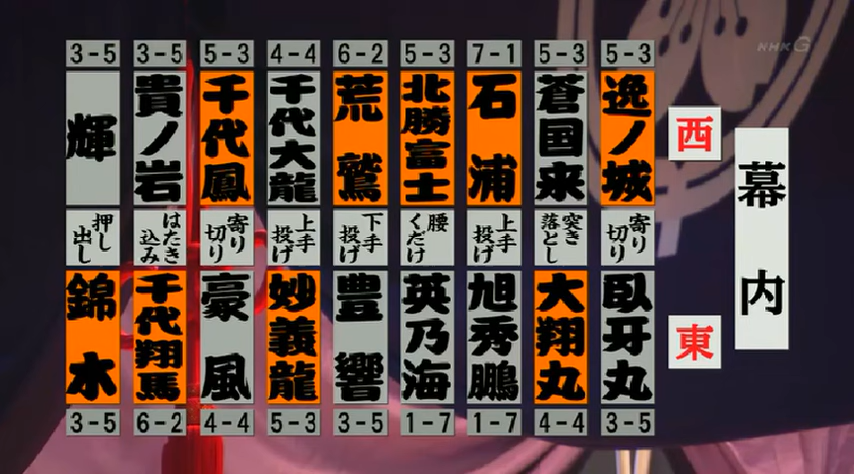 NHK G
幕内
西
東
5-3
逸ノ城
寄り切り
臥牙丸
3-5
5-3
蒼国来
突き落とし
大翔丸
4-4
7-1
石浦
上手投げ
旭秀鵬
1-7
5-3
北勝富士
腰くだけ
英乃海
1-7
6-2
荒鷲
下手投げ
豊響
3-5
4-4
千代大龍
上手投げ
妙義龍
5-3
5-3
千代鳳
寄り切り
豪風
4-4
3-5
貴ノ岩
はたき込み
千代翔馬
6-2
3-5
輝
押し出し
錦木
3-5